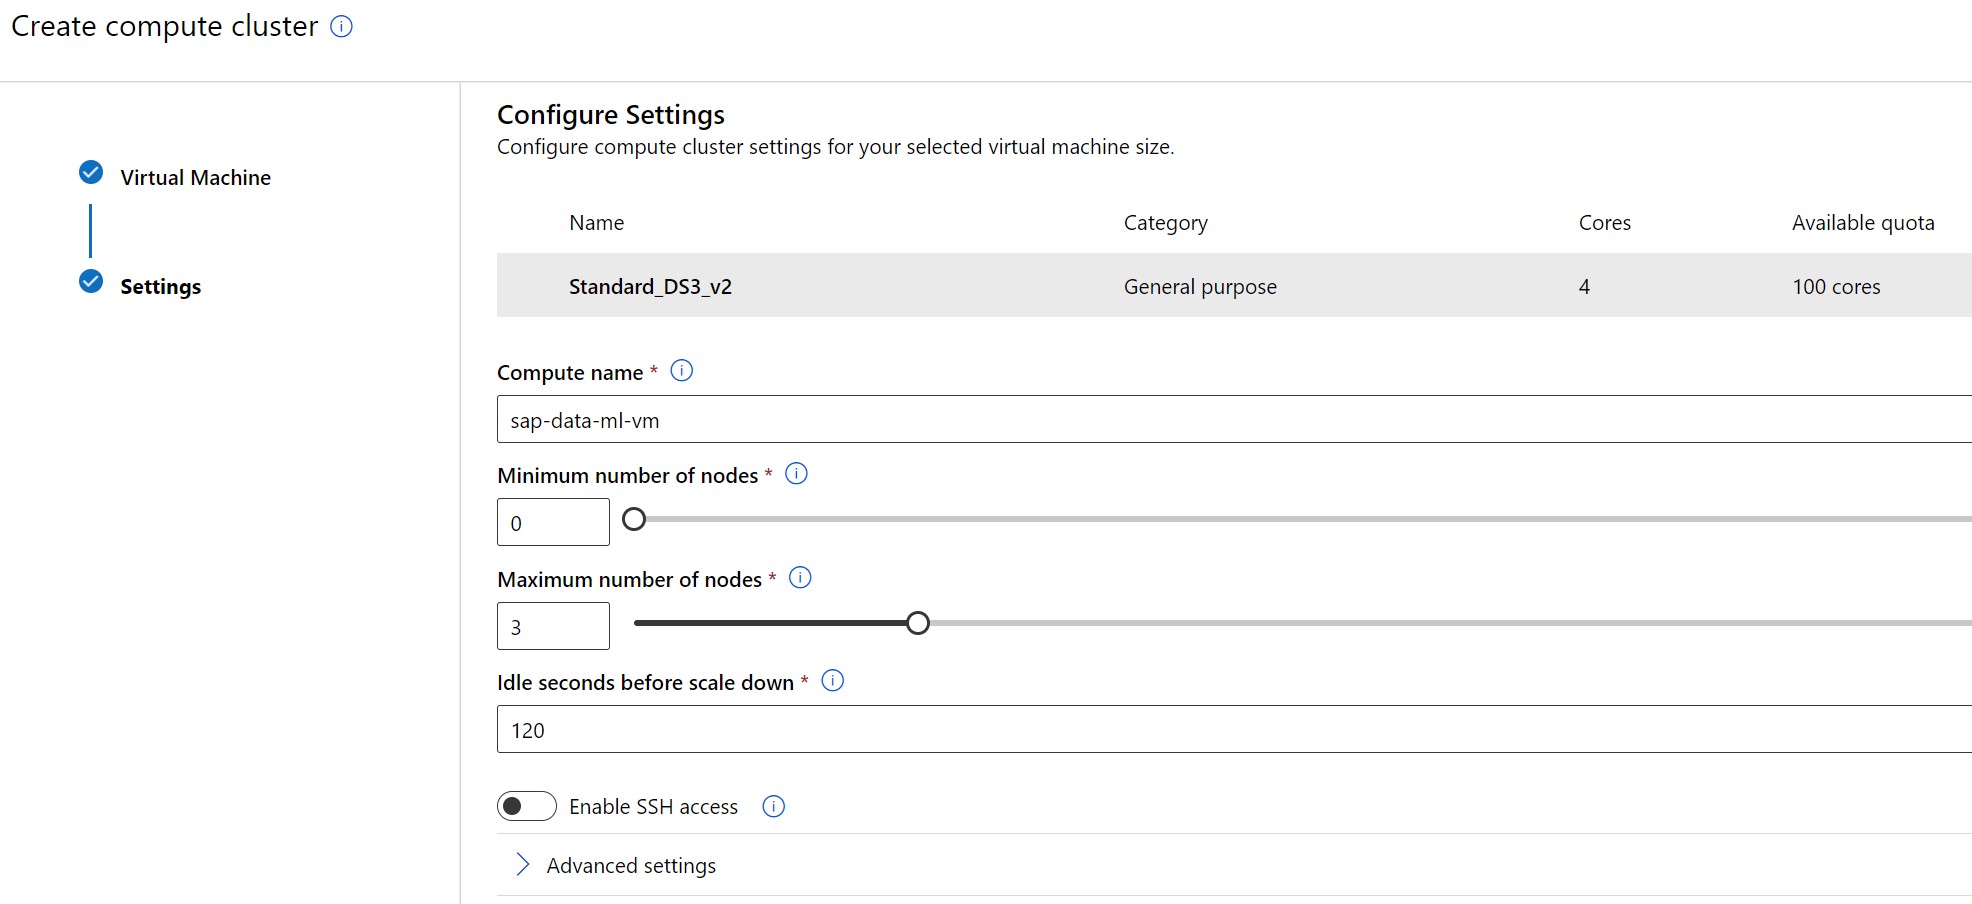 Create compute cluster
Virtual Machine
Settings
Configure Settings
Configure compute cluster settings for your selected virtual machine size.
Name Category Cores Available quota
Standard_DS3_v2 General purpose 4 100 cores
Compute name *
sap-data-ml-vm
Minimum number of nodes *
0
Maximum number of nodes *
3
Idle seconds before scale down *
120
Enable SSH access
Advanced settings